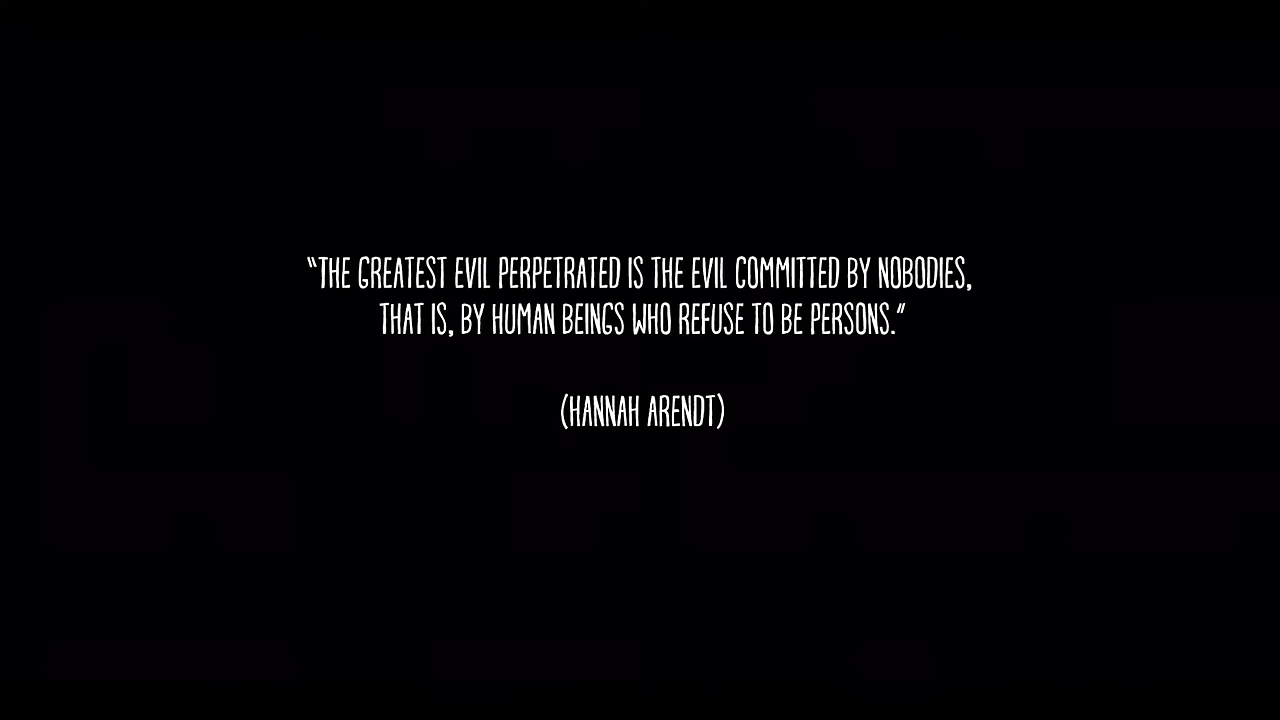 "THE GREATEST EVIL PERPETRATED IS THE EVIL COMMITTED BY NOBODIES,
THAT IS, BY HUMAN BEINGS WHO REFUSE TO BE PERSONS."
(HANNAH ARENDT)